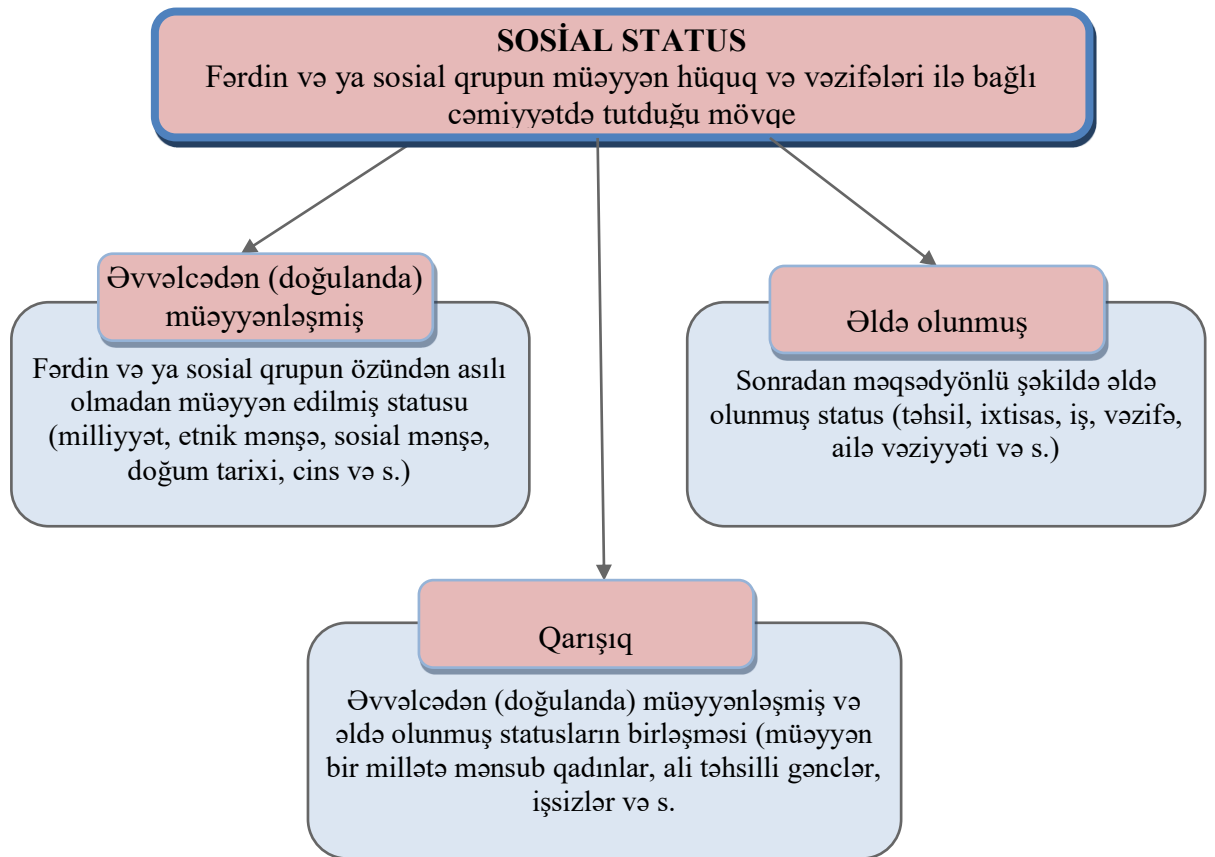 SOSİAL STATUS
Fərdin və ya sosial qrupun müəyyən hüquq və vəzifələri ilə bağlı
cəmiyyətdə tutduğu mövqe
Əvvəlcədən (doğulanda)
müəyyənləşmiş
Fərdin və ya sosial qrupun özündən asılı
olmadan müəyyən edilmiş statusu
(milliyyət, etnik mənşə, sosial mənşə,
doğum tarixi, cins və s.)
Əldə olunmuş
Sonradan məqsədyönlü şəkildə əldə
olunmuş status (təhsil, ixtisas, iş, vəzifə,
ailə vəziyyəti və s.)
Qarışıq
Əvvəlcədən (doğulanda) müəyyənləşmiş və
əldə olunmuş statusların birləşməsi (müəyyən
bir millətə mənsub qadınlar, ali təhsilli gənclər,
işsizlər və s.